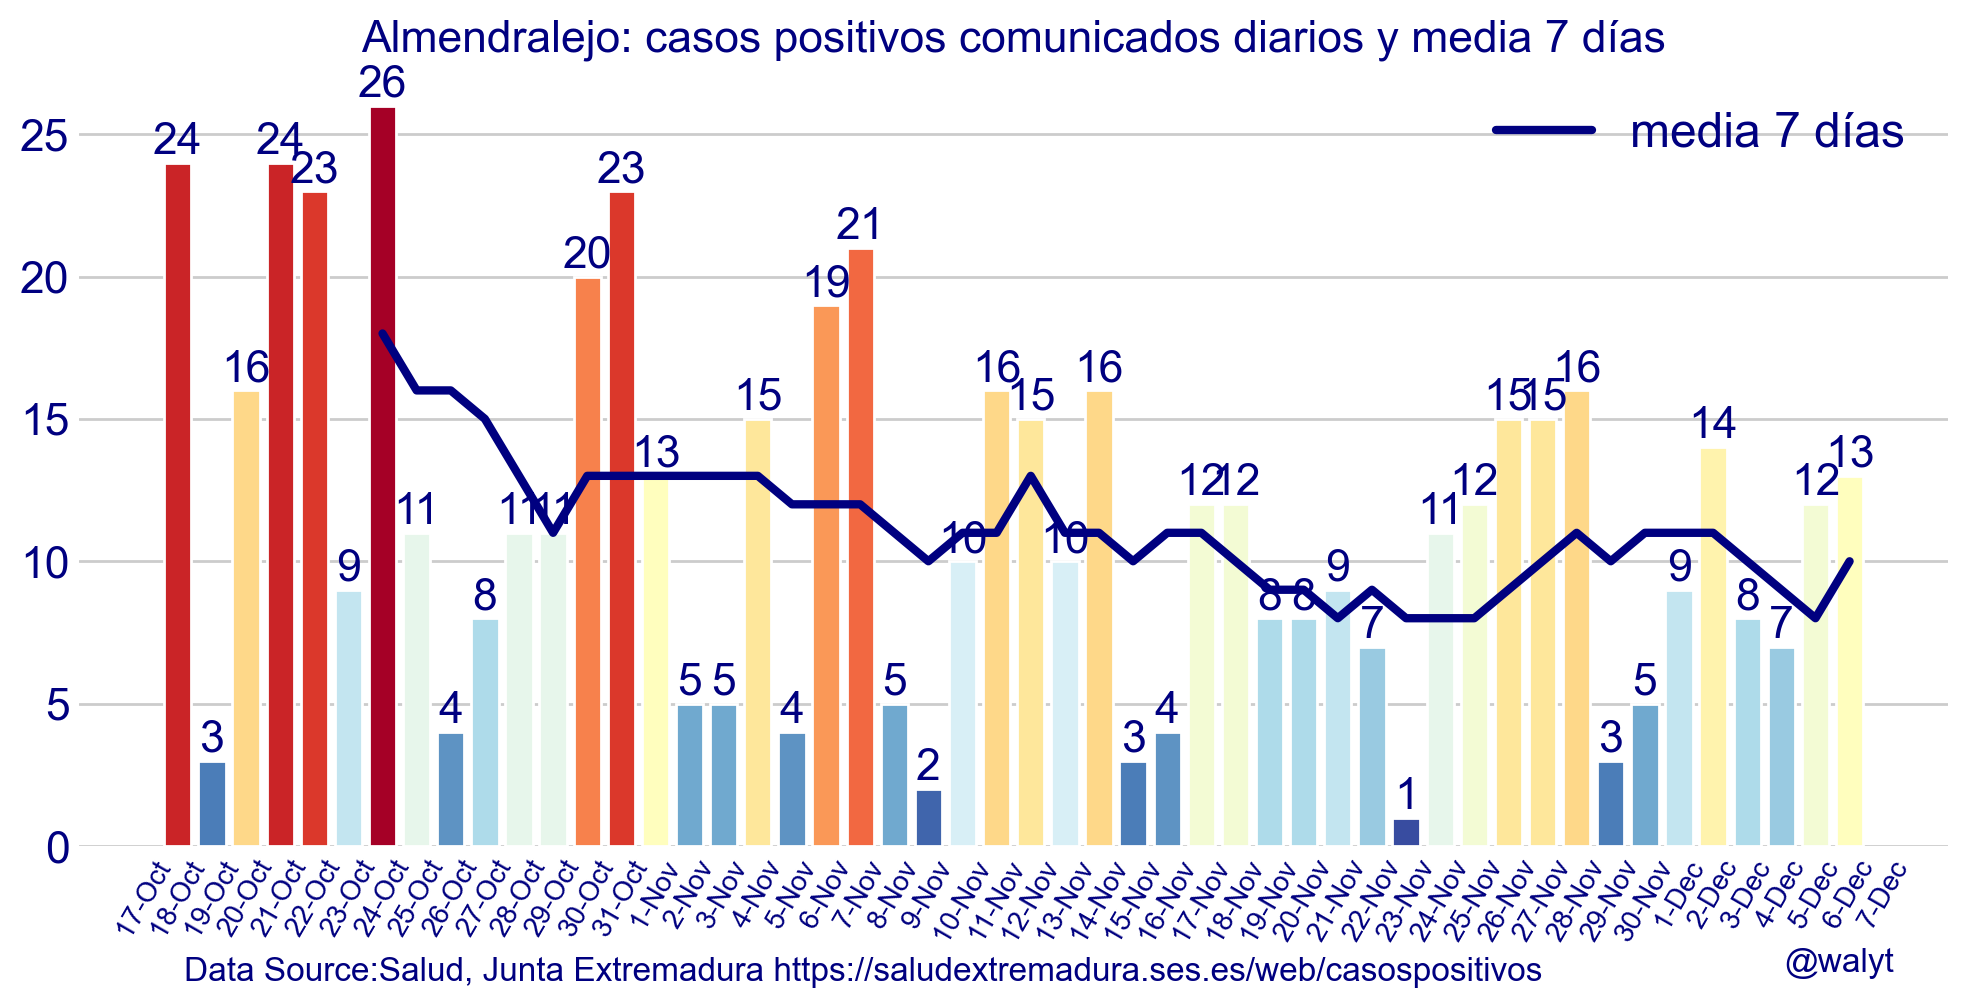 Almendralejo: casos positivos comunicados diarios y media 7 días
media 7 días
25
20
15
10
5
0
24
3
16
24
23
9
26
11
4
8
11
11
20
23
13
5
5
15
4
19
21
5
2
10
16
15
10
16
3
4
12
12
8
8
9
7
1
11
12
15
15
16
3
5
9
14
8
7
12
13
17-Oct
18-Oct
19-Oct
20-Oct
21-Oct
22-Oct
23-Oct
24-Oct
25-Oct
26-Oct
27-Oct
28-Oct
29-Oct
30-Oct
31-Oct
1-Nov
2-Nov
3-Nov
4-Nov
5-Nov
6-Nov
7-Nov
8-Nov
9-Nov
10-Nov
11-Nov
12-Nov
13-Nov
14-Nov
15-Nov
16-Nov
17-Nov
18-Nov
19-Nov
20-Nov
21-Nov
22-Nov
23-Nov
24-Nov
25-Nov
26-Nov
27-Nov
28-Nov
29-Nov
30-Nov
1-Dec
2-Dec
3-Dec
4-Dec
5-Dec
6-Dec
7-Dec
Data Source:Salud, Junta Extremadura https://saludextremadura.ses.es/web/casospositivos
@walyt